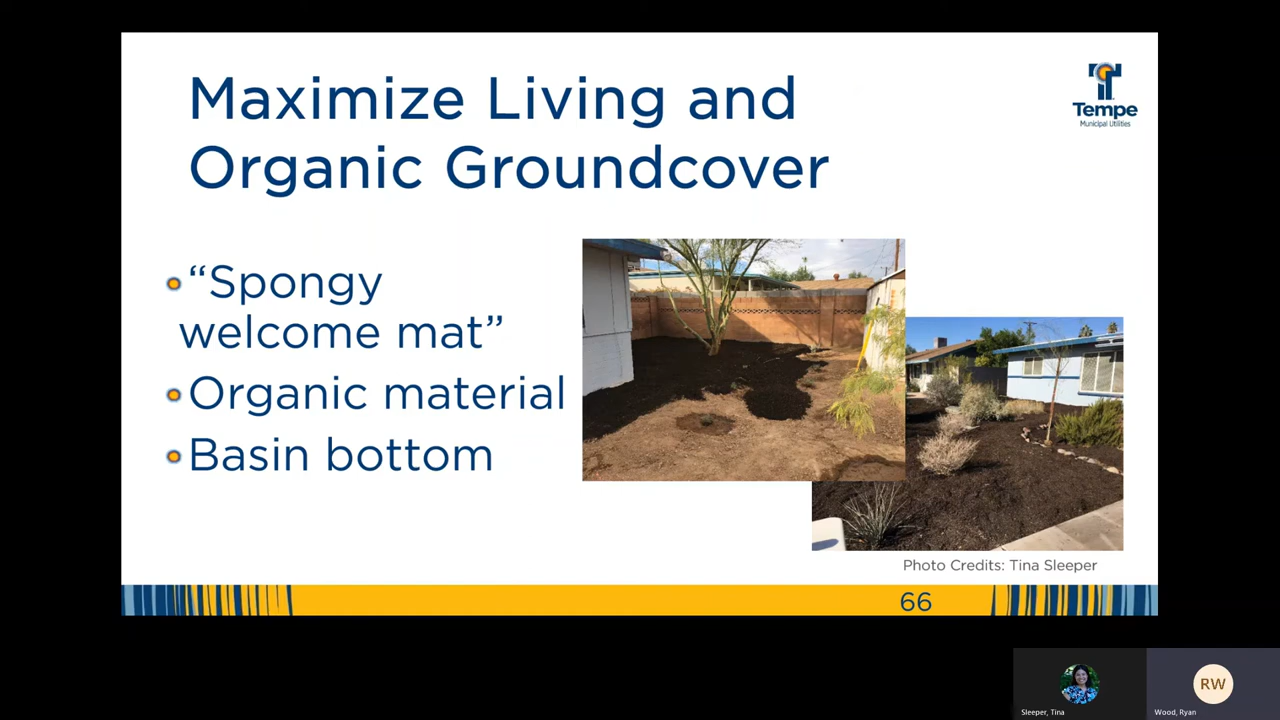 Maximize Living and
Organic Groundcover
Tempe
Municipal Utilities
“Spongy
welcome mat”
Organic material
Basin bottom
Photo Credits: Tina Sleeper
66
RW
Sleeper, Tina
Wood, Ryan